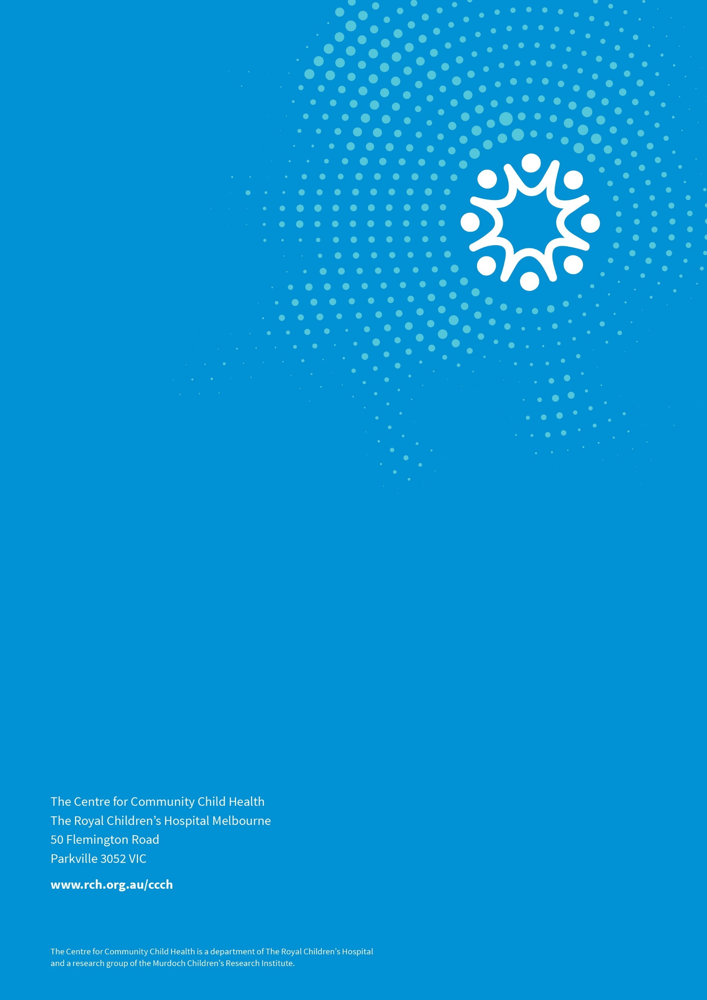 The Centre for Community Child Health
The Royal Children’s Hospital Melbourne
50 Flemington Road
Parkville 3052 VIC
www.rch.org.au/ccch
The Centre for Community Child Health is a department of The Royal Children’s Hospital
and a research group of the Murdoch Children’s Research Institute.